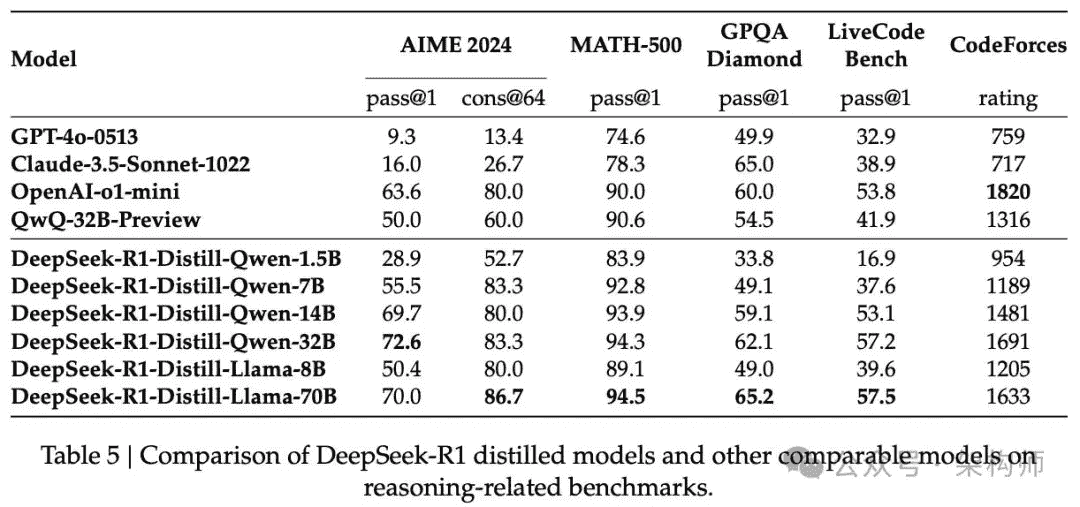 Model AIME 2024 MATH-500 GPQA Diamond LiveCode Bench CodeForces
pass@1 cons@64 pass@1 pass@1 pass@1 rating
GPT-4o-0513 9.3 13.4 74.6 49.9 32.9 759
Claude-3.5-Sonnet-1022 16.0 26.7 78.3 65.0 38.9 717
OpenAI-o1-mini 63.6 80.0 90.0 60.0 53.8 1820
QwQ-32B-Preview 50.0 60.0 90.6 54.5 41.9 1316
DeepSeek-R1-Distill-Qwen-1.5B 28.9 52.7 83.9 33.8 16.9 954
DeepSeek-R1-Distill-Qwen-7B 55.5 83.3 92.8 49.1 37.6 1189
DeepSeek-R1-Distill-Qwen-14B 69.7 80.0 93.9 59.1 53.1 1481
DeepSeek-R1-Distill-Qwen-32B 72.6 83.3 94.3 62.1 57.2 1691
DeepSeek-R1-Distill-Llama-8B 50.4 80.0 89.1 49.0 39.6 1205
DeepSeek-R1-Distill-Llama-70B 70.0 86.7 94.5 65.2 57.5 1633
Table 5 | Comparison of DeepSeek-R1 distilled models and other comparable models on
reasoning-related benchmarks.
公众号 · 架构师